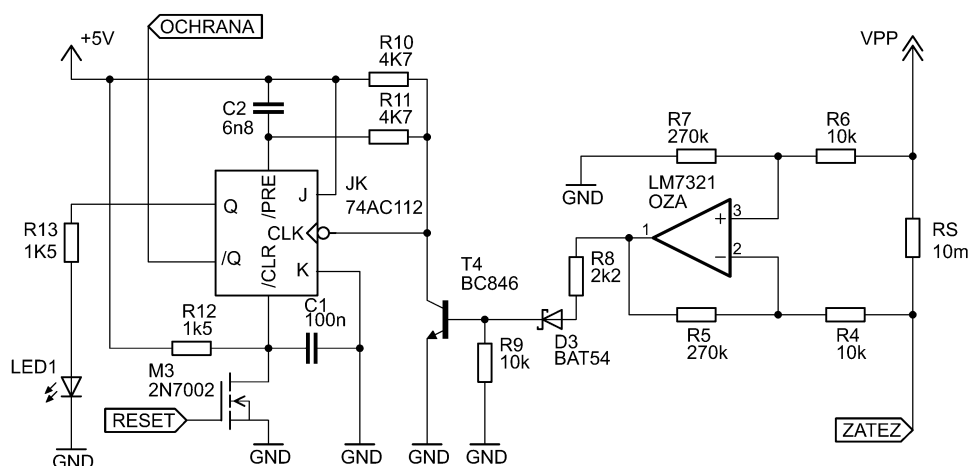 OCHRANA
+5V
R10
4K7
VPP
C2
6n8
R11
4K7
R7
270k
R6
10k
J
/PRE
JK
74AC112
GND
LM7321
OZA
Q
R13
1K5
CLK
+
3
1
RS
10m
/Q
/CLR
K
R8
2k2
−
2
T4
BC846
R12
1k5
C1
100n
R5
270k
R4
10k
R9
10k
D3
BAT54
LED1
M3
2N7002
RESET
ZATEZ
GND
GND
GND
GND
GND